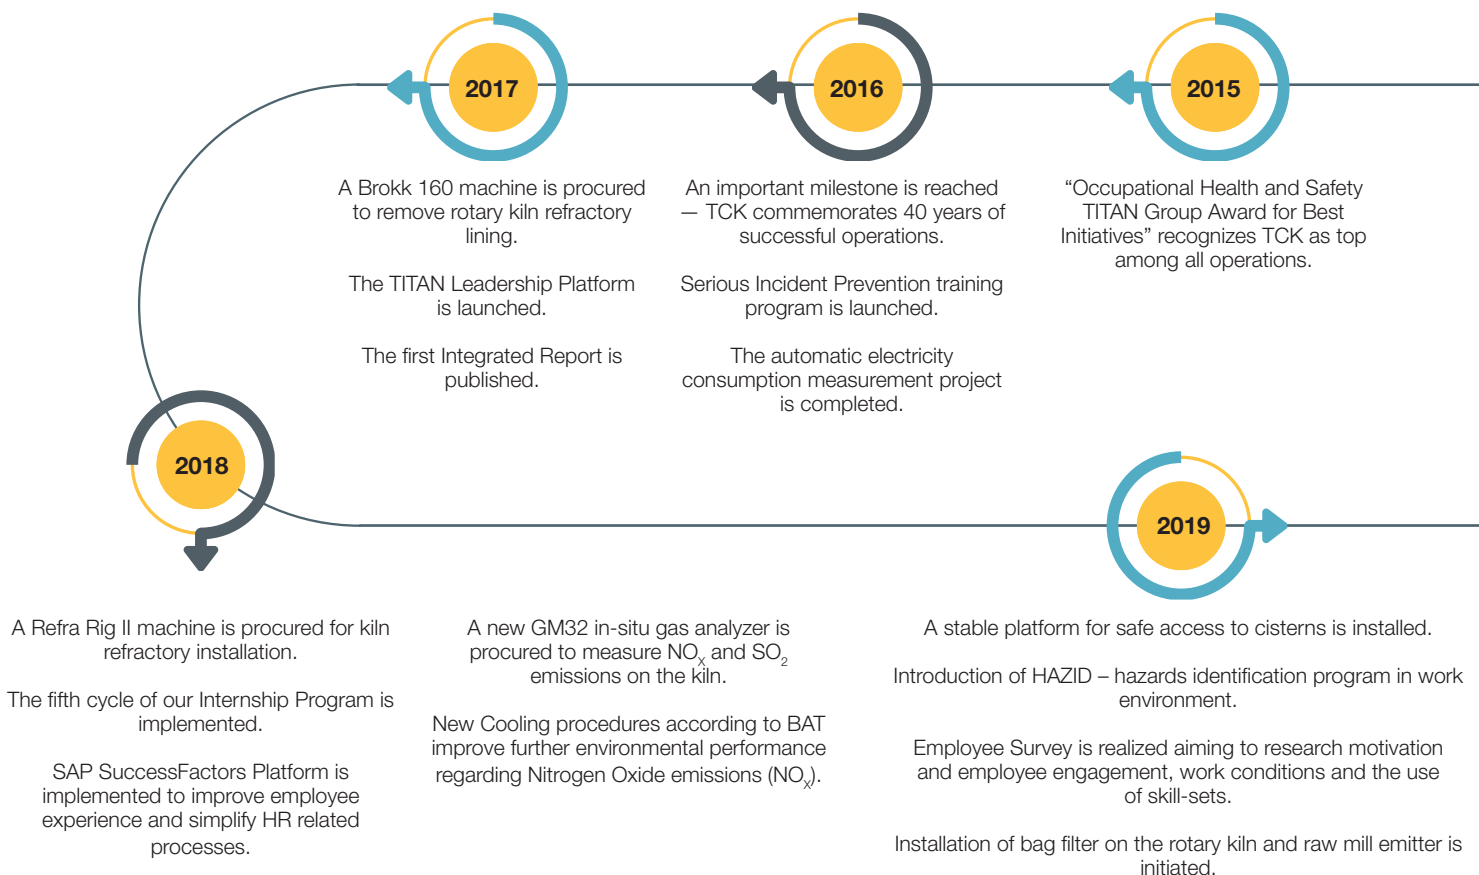 2017
A Brokk 160 machine is procured
to remove rotary kiln refractory
lining.
The TITAN Leadership Platform
is launched.
The first Integrated Report is
published.
2016
An important milestone is reached
— TCK commemorates 40 years of
successful operations.
Serious Incident Prevention training
program is launched.
The automatic electricity
consumption measurement project
is completed.
2015
“Occupational Health and Safety
TITAN Group Award for Best
Initiatives” recognizes TCK as top
among all operations.
2018
A Refra Rig II machine is procured for kiln
refractory installation.
The fifth cycle of our Internship Program is
implemented.
SAP SuccessFactors Platform is
implemented to improve employee
experience and simplify HR related
processes.
A new GM32 in-situ gas analyzer is
procured to measure NOX and SO2
emissions on the kiln.
New Cooling procedures according to BAT
improve further environmental performance
regarding Nitrogen Oxide emissions (NOX).
2019
A stable platform for safe access to cisterns is installed.
Introduction of HAZID – hazards identification program in work
environment.
Employee Survey is realized aiming to research motivation
and employee engagement, work conditions and the use
of skill-sets.
Installation of bag filter on the rotary kiln and raw mill emitter is
initiated.